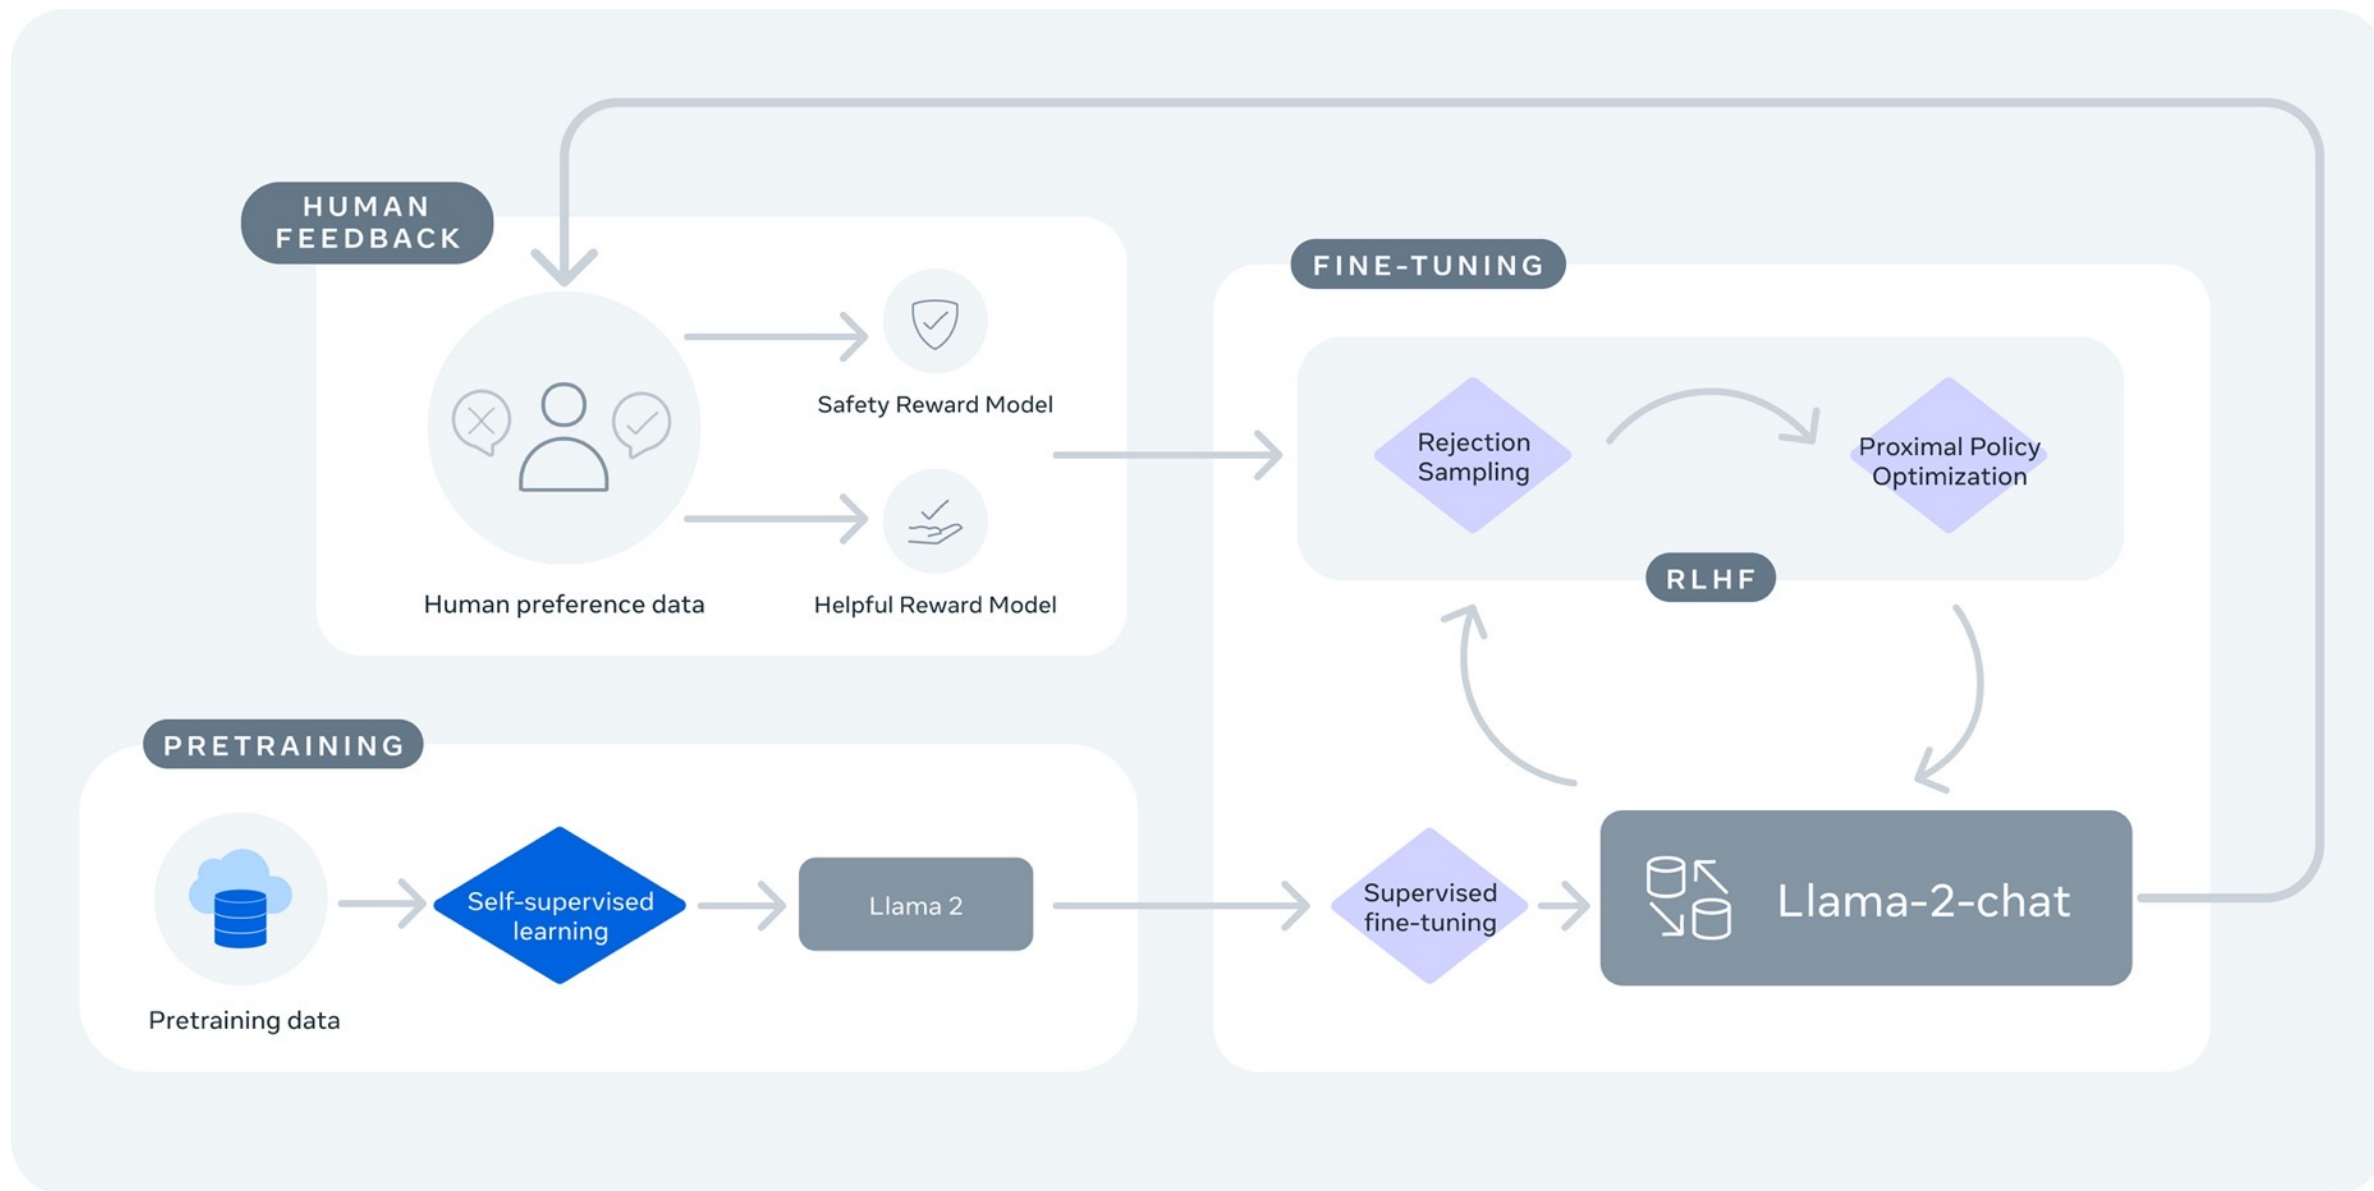 HUMAN
FEEDBACK
Safety Reward Model
Human preference data
Helpful Reward Model
FINE-TUNING
Rejection
Sampling
Proximal Policy
Optimization
RLHF
PRETRAINING
Pretraining data
Self-supervised
learning
Llama 2
Supervised
fine-tuning
Llama-2-chat